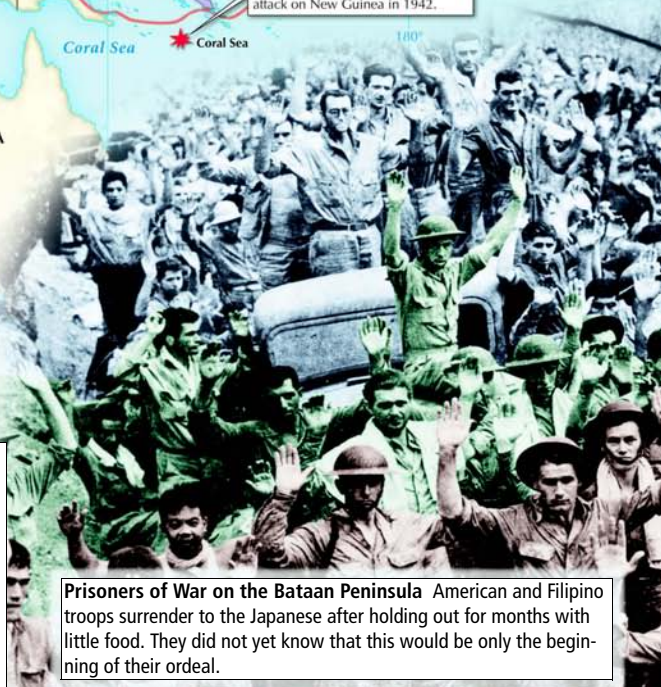 attack on New Guinea in 1942.
180°
Coral Sea
Coral Sea
Prisoners of War on the Bataan Peninsula American and Filipino
troops surrender to the Japanese after holding out for months with
little food. They did not yet know that this would be only the begin-
ning of their ordeal.